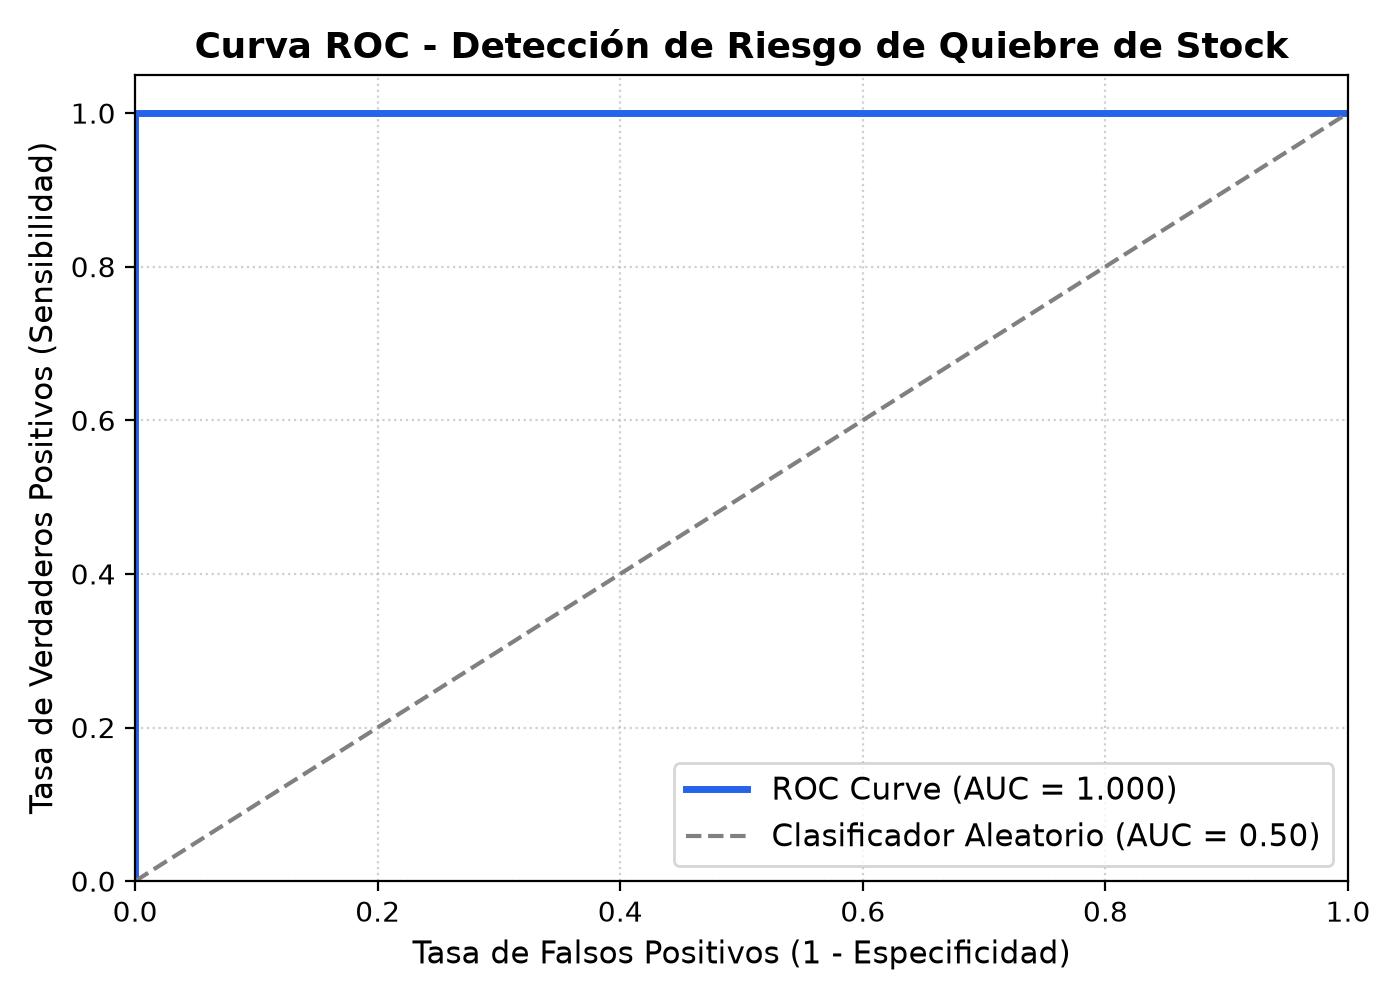 Curva ROC - Detección de Riesgo de Quiebre de Stock
Tasa de Verdaderos Positivos (Sensibilidad)
1.0
0.8
0.6
0.4
0.2
0.0
ROC Curve (AUC = 1.000)
Clasificador Aleatorio (AUC = 0.50)
0.0 0.2 0.4 0.6 0.8 1.0
Tasa de Falsos Positivos (1 - Especificidad)